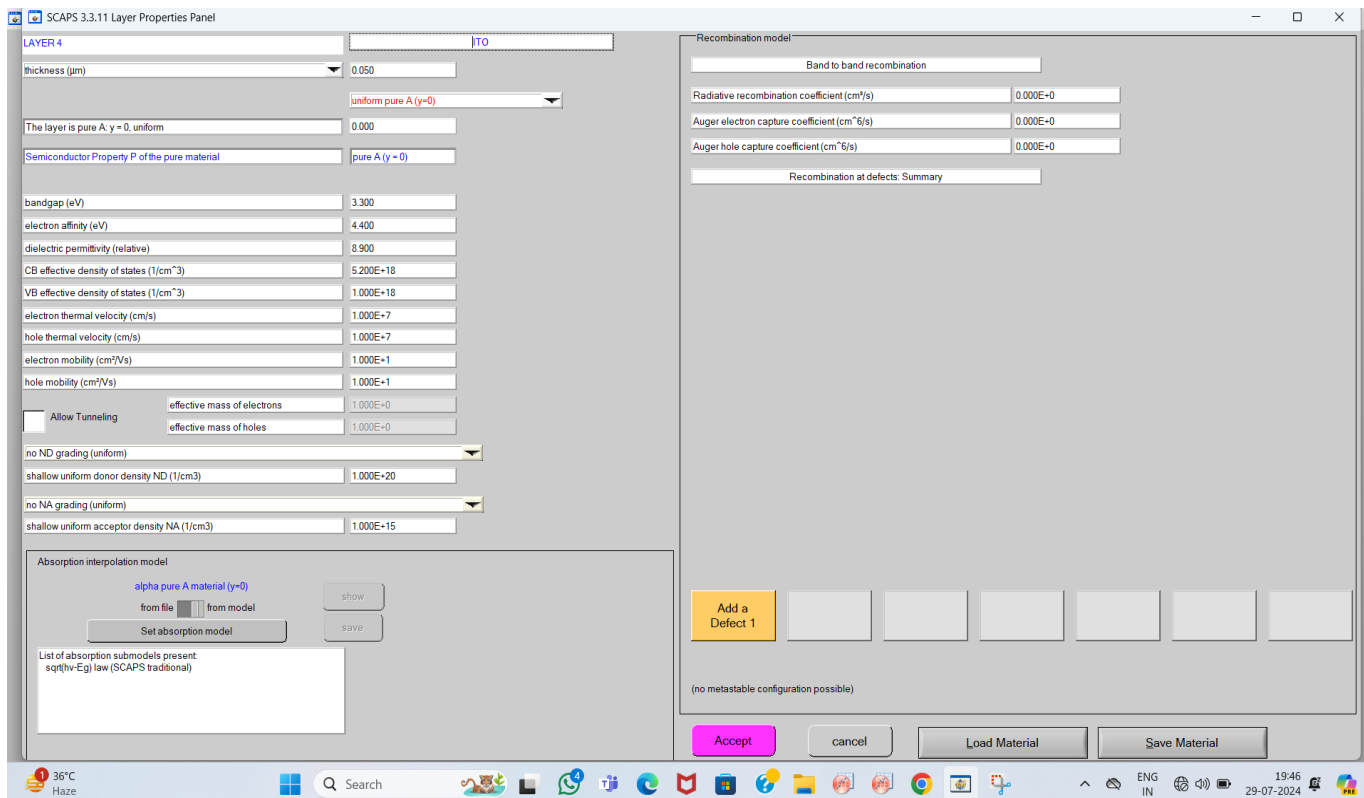 SCAPS 3.3.11 Layer Properties Panel
LAYER 4
ITO
thickness (µm)
0.050
uniform pure A (y=0)
The layer is pure A: y = 0, uniform
0.000
Semiconductor Property P of the pure material
pure A (y = 0)
bandgap (eV)
3.300
electron affinity (eV)
4.400
dielectric permittivity (relative)
8.900
CB effective density of states (1/cm^3)
5.200E+18
VB effective density of states (1/cm^3)
1.000E+18
electron thermal velocity (cm/s)
1.000E+7
hole thermal velocity (cm/s)
1.000E+7
electron mobility (cm²/Vs)
1.000E+1
hole mobility (cm²/Vs)
1.000E+1
Allow Tunneling
effective mass of electrons
1.000E+0
effective mass of holes
1.000E+0
no ND grading (uniform)
shallow uniform donor density ND (1/cm3)
1.000E+20
no NA grading (uniform)
shallow uniform acceptor density NA (1/cm3)
1.000E+15
Absorption interpolation model
alpha pure A material (y=0)
from file
from model
show
Set absorption model
save
List of absorption submodels present:
sqrt(hv-Eg) law (SCAPS traditional)
Recombination model
Band to band recombination
Radiative recombination coefficient (cm³/s)
0.000E+0
Auger electron capture coefficient (cm^6/s)
0.000E+0
Auger hole capture coefficient (cm^6/s)
0.000E+0
Recombination at defects: Summary
Add a
Defect 1
(no metastable configuration possible)
Accept
cancel
Load Material
Save Material
1
36°C
Haze
Search
4
ENG
IN
19:46
29-07-2024
PRE